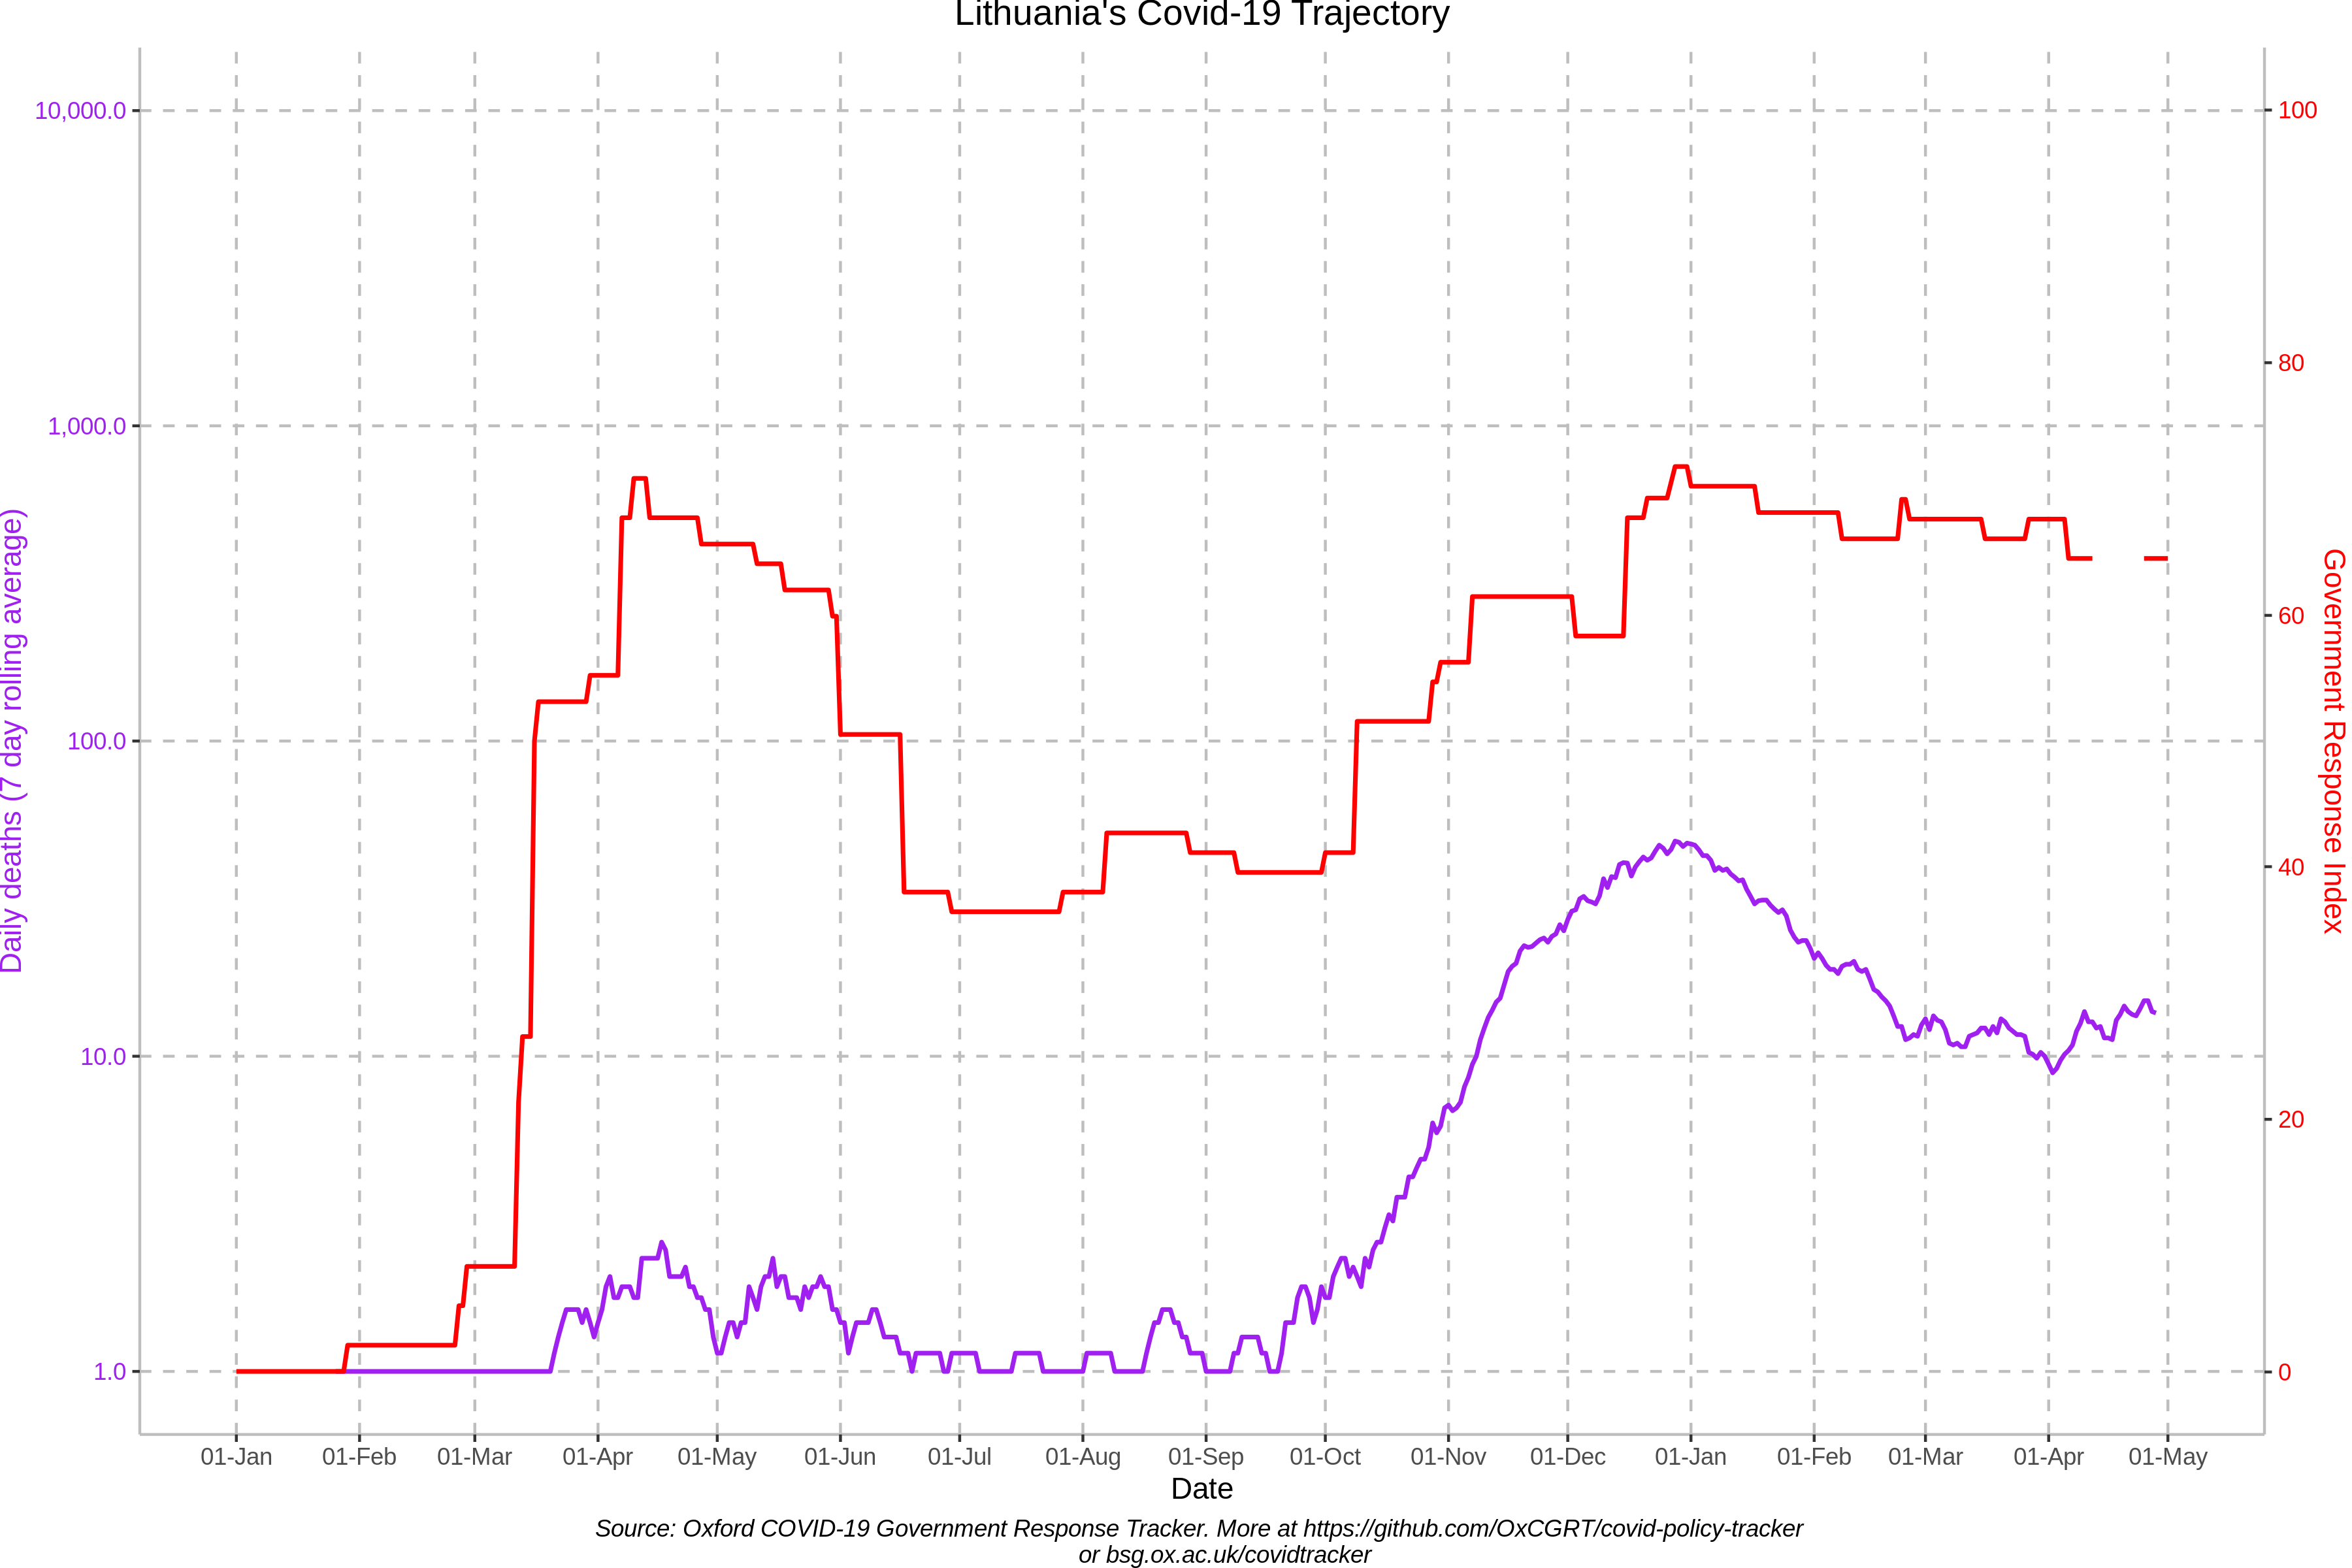 Lithuania's Covid-19 Trajectory
10,000.0
1,000.0
100.0
10.0
1.0
Daily deaths (7 day rolling average)
100
80
60
40
20
0
Government Response Index
01-Jan 01-Feb 01-Mar 01-Apr 01-May 01-Jun 01-Jul 01-Aug 01-Sep 01-Oct 01-Nov 01-Dec 01-Jan 01-Feb 01-Mar 01-Apr 01-May
Date
Source: Oxford COVID-19 Government Response Tracker. More at https://github.com/OxCGRT/covid-policy-tracker
or bsg.ox.ac.uk/covidtracker